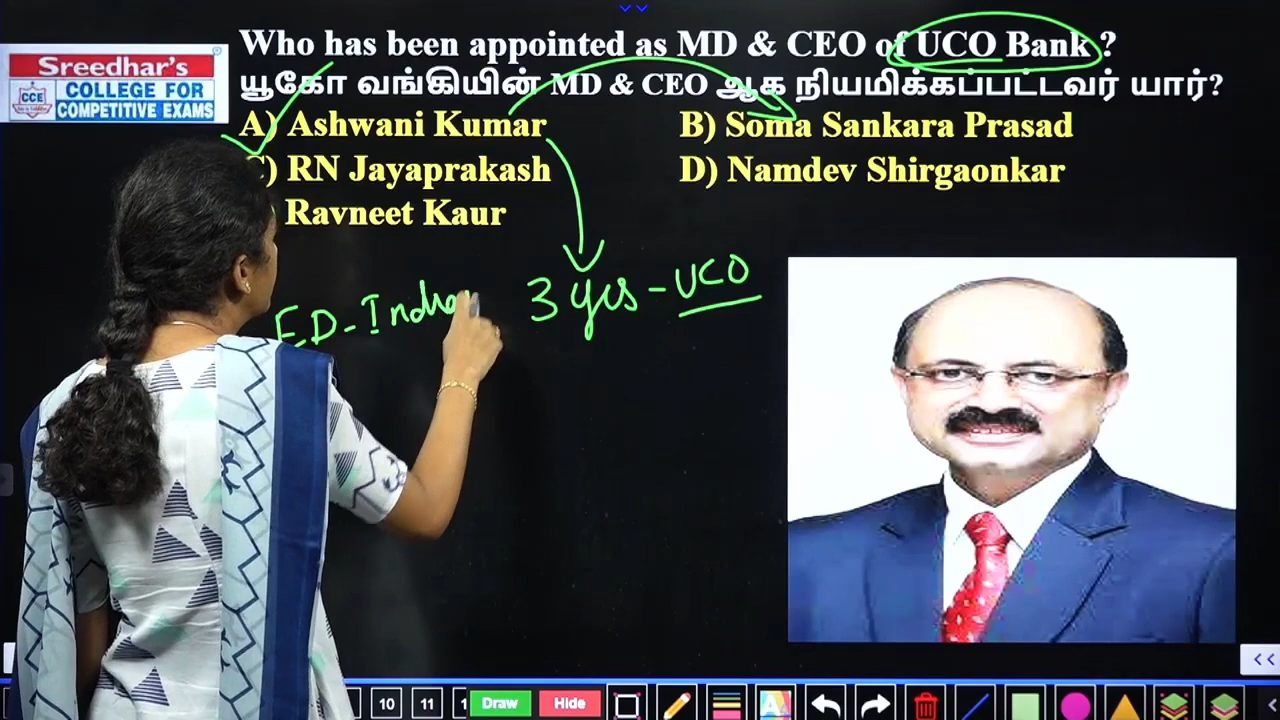 Who has been appointed as MD & CEO of UCO Bank ?
Sreedhar's
CCE
COLLEGE FOR
COMPETITIVE EXAMS
யூகோ வங்கியின் MD & CEO ஆக நியமிக்கப்பட்டவர் யார்?
A) Ashwani Kumar
B) Soma Sankara Prasad
C) RN Jayaprakash
D) Namdev Shirgaonkar
Ravneet Kaur
3 yrs - UCO
E.D - Indian
10 11 1 Draw Hide